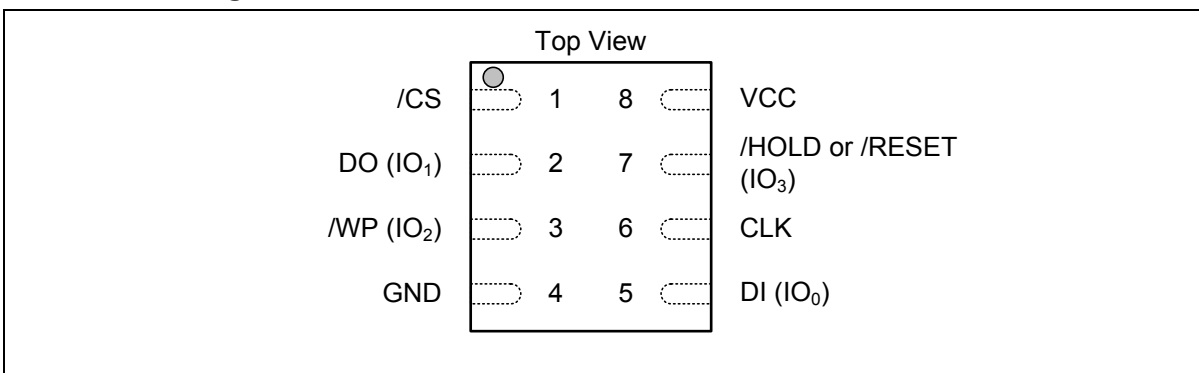 Top View
/CS 1 8 VCC
DO (IO₁) 2 7 /HOLD or /RESET
(IO₃)
/WP (IO₂) 3 6 CLK
GND 4 5 DI (IO₀)